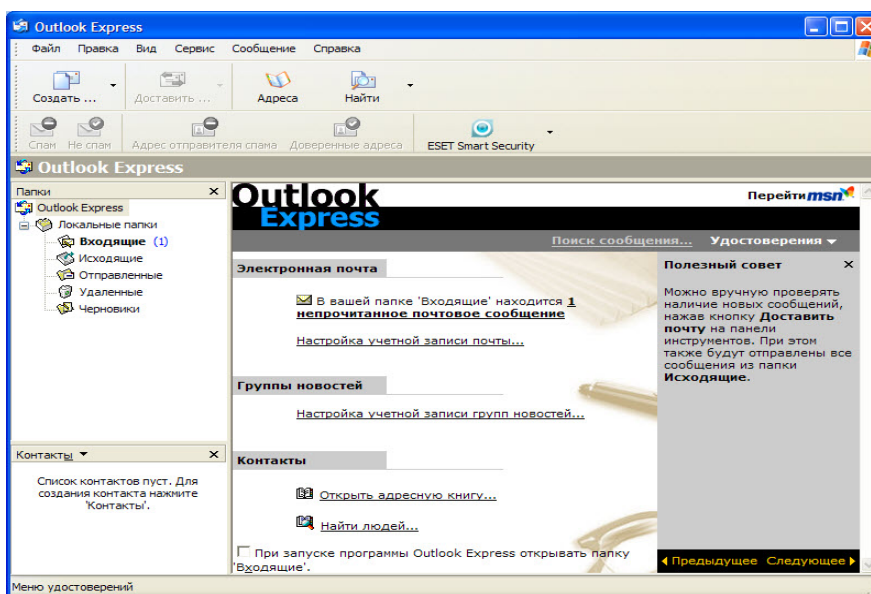 Outlook Express
Файл Правка Вид Сервис Сообщение Справка
Создать ... Доставить ... Адреса Найти
Спам Не спам Адрес отправителя спама Доверенные адреса ESET Smart Security
Outlook Express
Папки
Outlook Express
Локальные папки
Входящие (1)
Исходящие
Отправленные
Удаленные
Черновики
Контакты
Список контактов пуст. Для
создания контакта нажмите
'Контакты'.
Outlook
Express
Перейти msn
Поиск сообщения... Удостоверения
Электронная почта
В вашей папке 'Входящие' находится 1
непрочитанное почтовое сообщение
Настройка учетной записи почты...
Группы новостей
Настройка учетной записи групп новостей...
Контакты
Открыть адресную книгу...
Найти людей...
При запуске программы Outlook Express открывать папку
'Входящие'.
Полезный совет
Можно вручную проверять
наличие новых сообщений,
нажав кнопку Доставить
почту на панели
инструментов. При этом
также будут отправлены все
сообщения из папки
Исходящие.
Предыдущее Следующее
Меню удостоверений